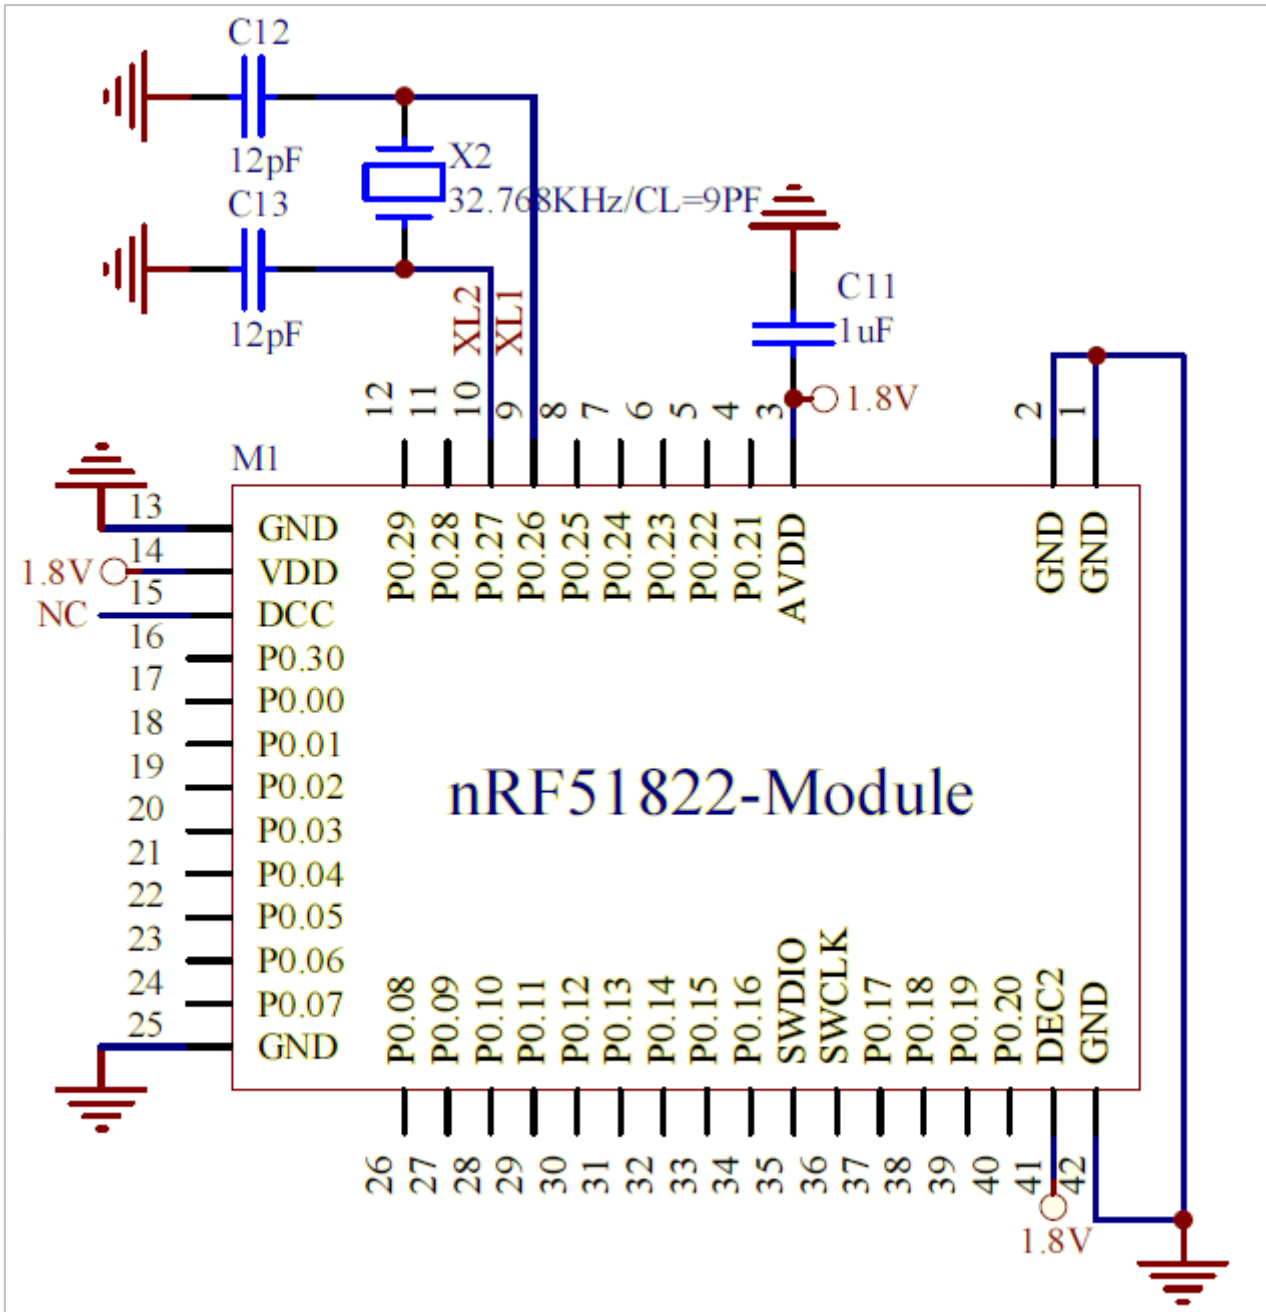 C12
12pF
X2
32.768KHz/CL=9PF
C13
12pF
XL2
XL1
C11
1uF
1.8V
12
11
10
9
8
7
6
5
4
3
2
1
M1
P0.29
P0.28
P0.27
P0.26
P0.25
P0.24
P0.23
P0.22
P0.21
AVDD
GND
GND
13
GND
14
1.8V
VDD
15
NC
DCC
16
P0.30
17
P0.00
18
P0.01
19
P0.02
20
P0.03
21
P0.04
22
P0.05
23
P0.06
24
P0.07
25
GND
nRF51822-Module
P0.08
P0.09
P0.10
P0.11
P0.12
P0.13
P0.14
P0.15
P0.16
SWDIO
SWCLK
P0.17
P0.18
P0.19
P0.20
DEC2
GND
26
27
28
29
30
31
32
33
34
35
36
37
38
39
40
41
42
1.8V